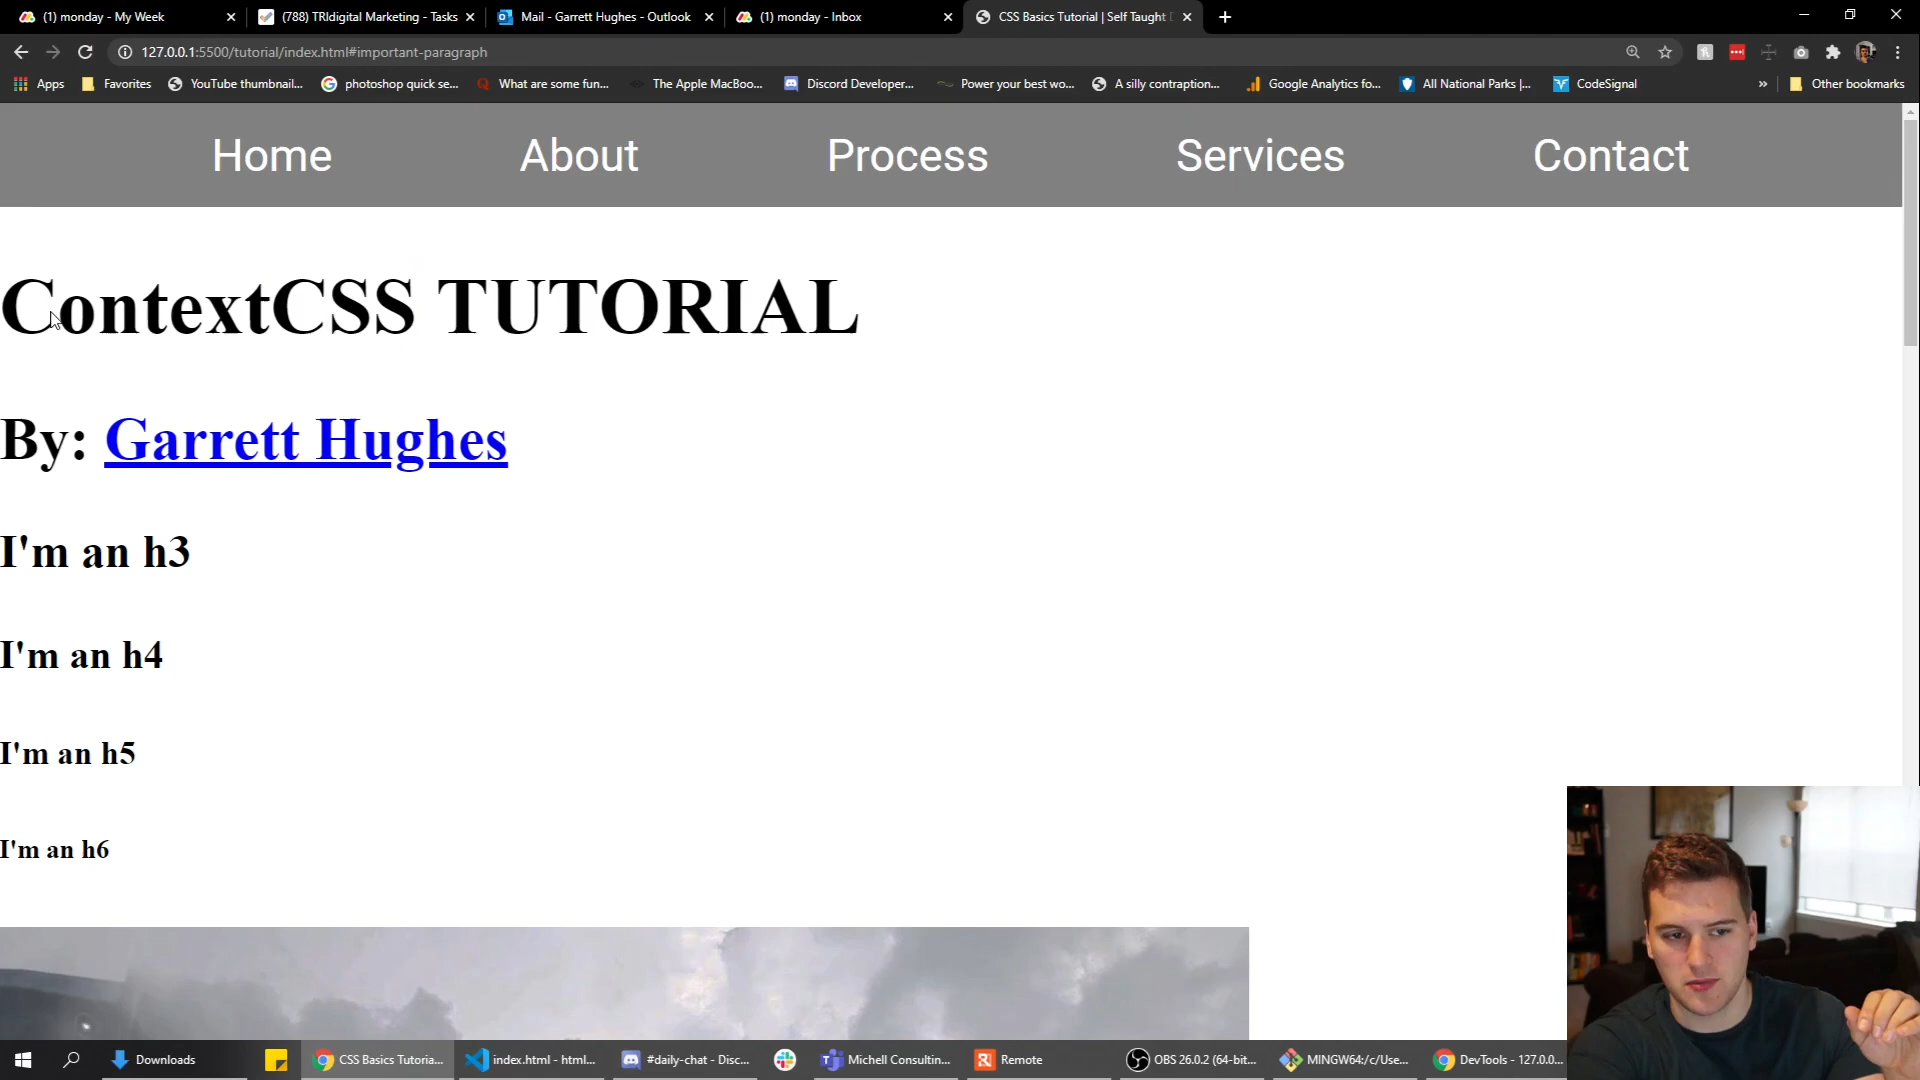 (1) monday - My Week
(788) TRIdigital Marketing - Tasks
Mail - Garrett Hughes - Outlook
(1) monday - Inbox
CSS Basics Tutorial | Self Taught
127.0.0.1:5500/tutorial/index.html#important-paragraph
Apps
Favorites
YouTube thumbnail...
photoshop quick se...
What are some fun...
The Apple MacBoo...
Discord Developer...
Power your best wo...
A silly contraption...
Google Analytics fo...
All National Parks |...
CodeSignal
»
Other bookmarks
Home
About
Process
Services
Contact
ContextCSS TUTORIAL
By: Garrett Hughes
I'm an h3
I'm an h4
I'm an h5
I'm an h6
Downloads
CSS Basics Tutoria...
index.html - html...
#daily-chat - Disc...
Michell Consultin...
Remote
OBS 26.0.2 (64-bit...
MINGW64:/c/Use...
DevTools - 127.0.0...